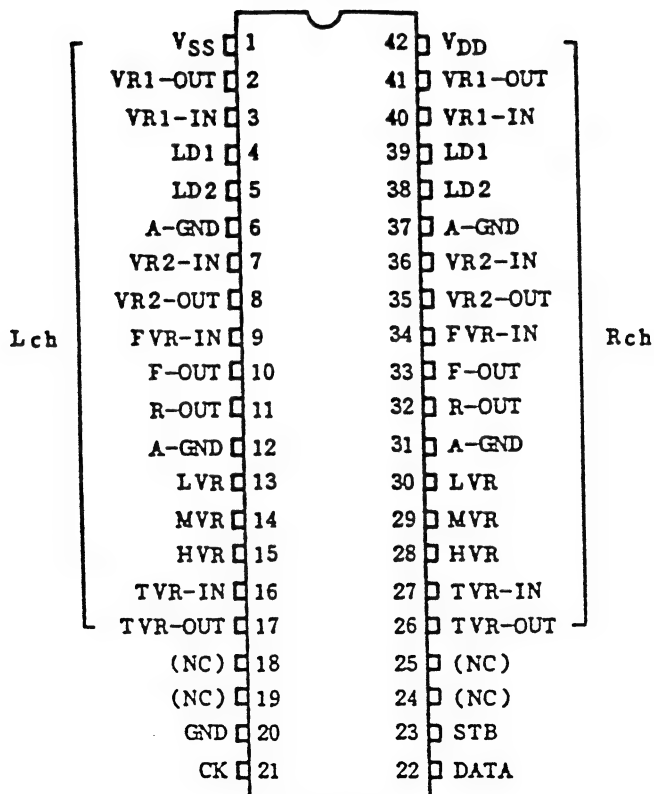 VSS 1 42 VDD
VR1-OUT 2 41 VR1-OUT
VR1-IN 3 40 VR1-IN
LD1 4 39 LD1
LD2 5 38 LD2
A-GND 6 37 A-GND
VR2-IN 7 36 VR2-IN
VR2-OUT 8 35 VR2-OUT
Lch FVR-IN 9 34 FVR-IN Rch
F-OUT 10 33 F-OUT
R-OUT 11 32 R-OUT
A-GND 12 31 A-GND
LVR 13 30 LVR
MVR 14 29 MVR
HVR 15 28 HVR
TVR-IN 16 27 TVR-IN
TVR-OUT 17 26 TVR-OUT
(NC) 18 25 (NC)
(NC) 19 24 (NC)
GND 20 23 STB
CK 21 22 DATA